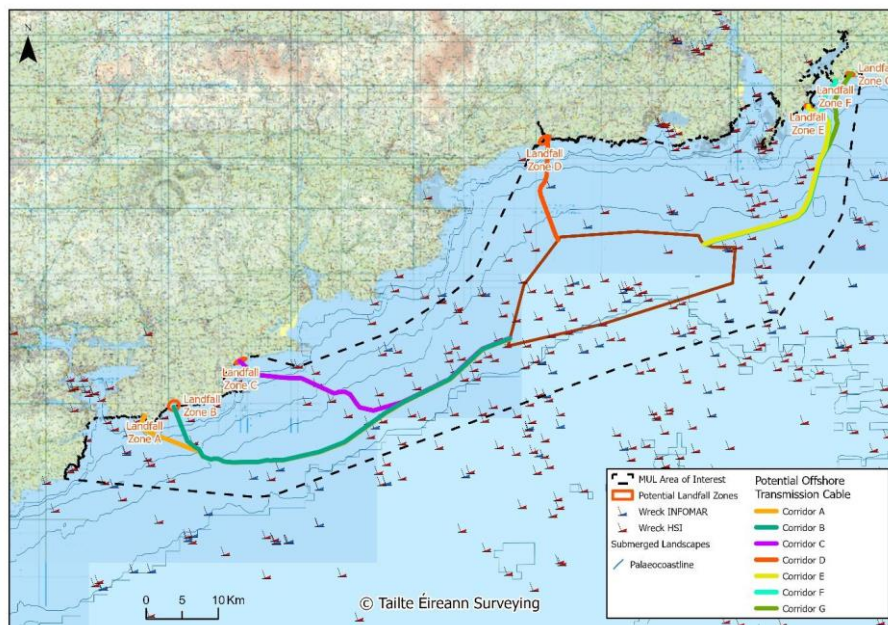 N
Landfall
Zone G
Landfall
Zone F
Landfall
Zone E
Landfall
Zone D
Landfall
Zone C
Landfall
Zone B
Landfall
Zone A
0 5 10 Km
© Tailte Éireann Surveying
MUL Area of Interest
Potential Landfall Zones
Wreck INFOMAR
Wreck HSI
Submerged Landscapes
Palaeocoastline
Potential Offshore
Transmission Cable
Corridor A
Corridor B
Corridor C
Corridor D
Corridor E
Corridor F
Corridor G